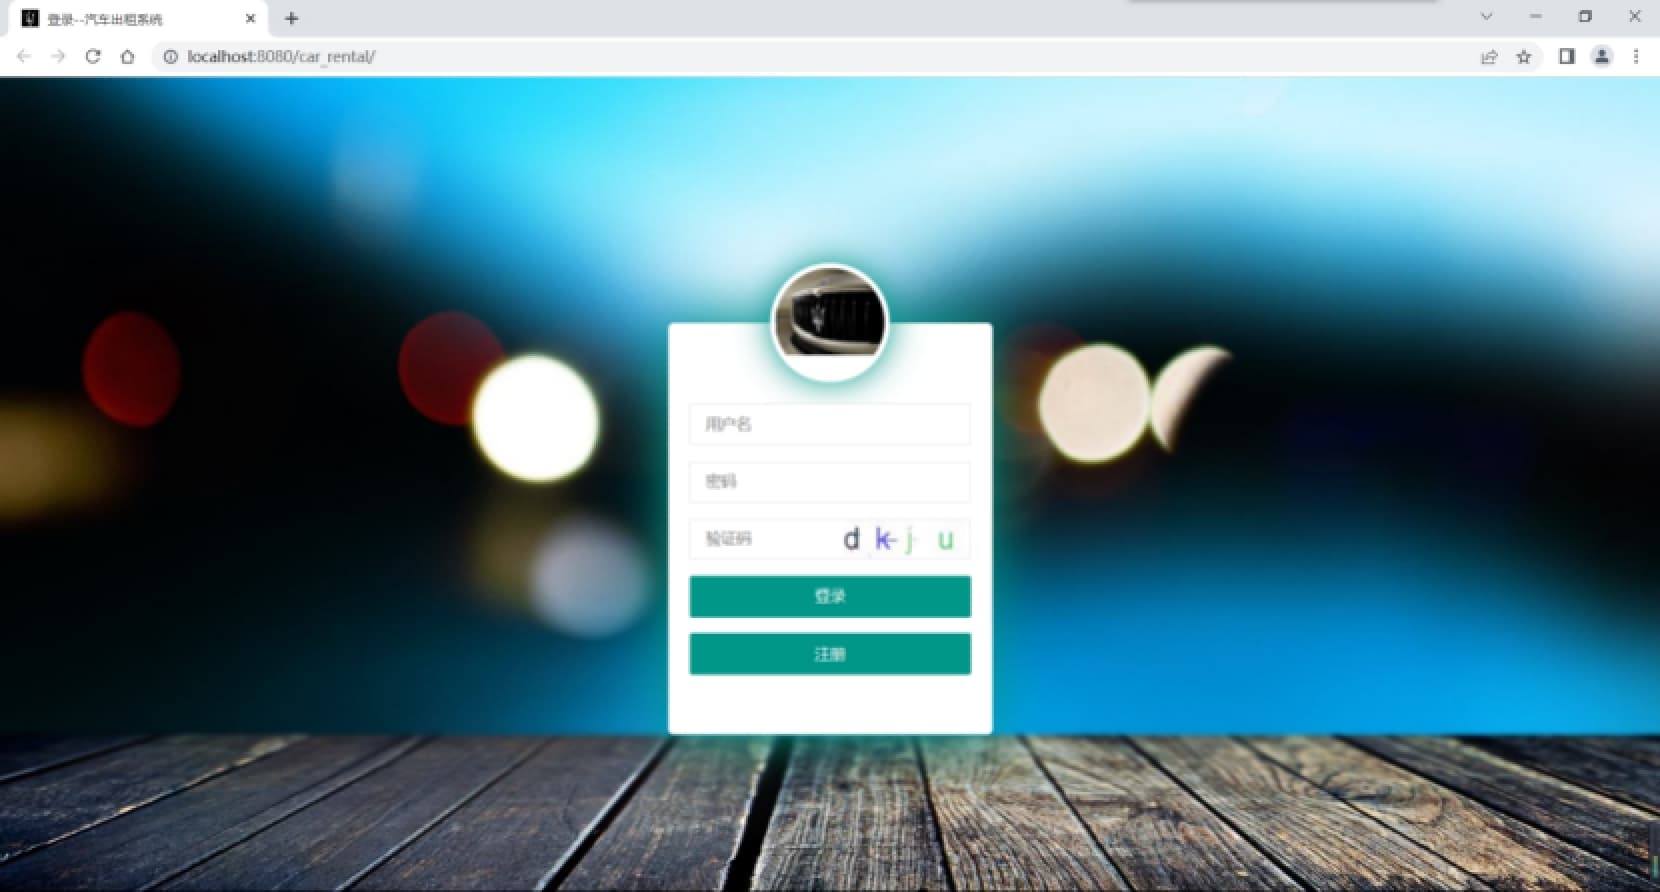 登录--汽车出租系统
localhost:8080/car_rental/
用户名
密码
验证码 d k j u
登录
注册